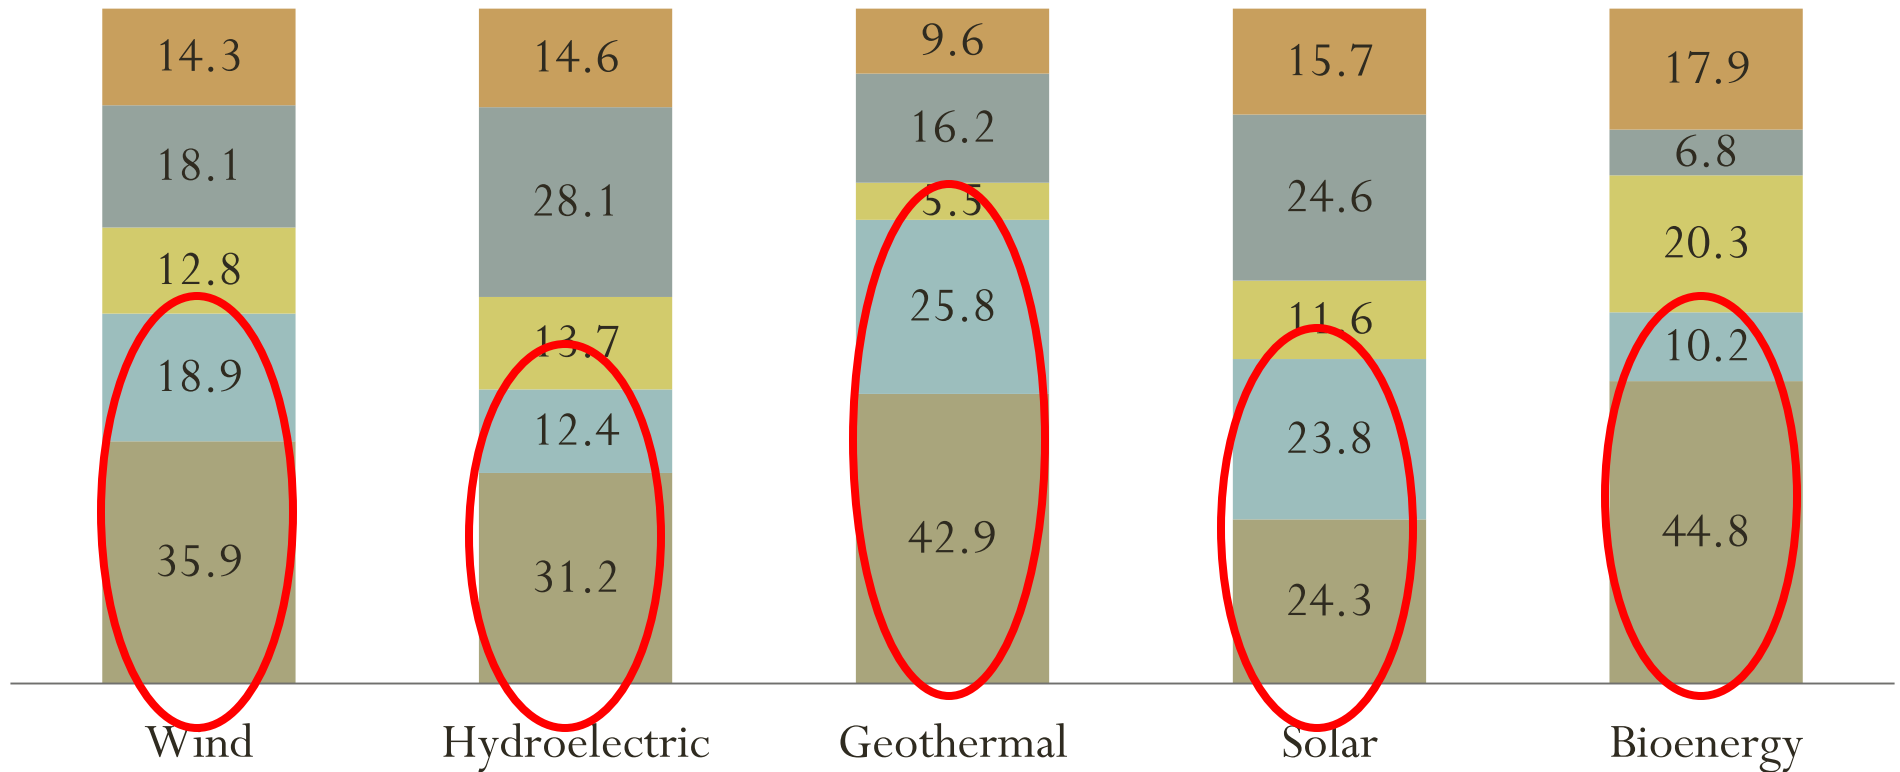 14.3 14.6 9.6 15.7 17.9
18.1 28.1 16.2 24.6 6.8
12.8 13.7 5.5 11.6 20.3
18.9 12.4 25.8 23.8 10.2
35.9 31.2 42.9 24.3 44.8
Wind Hydroelectric Geothermal Solar Bioenergy